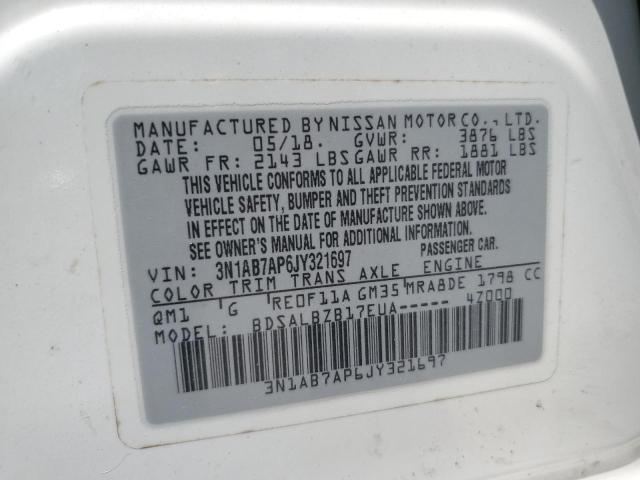 MANUFACTURED BY NISSAN MOTOR CO., LTD.
DATE: 05/18. GVWR: 3876 LBS
GAWR FR: 2143 LBS GAWR RR: 1881 LBS
THIS VEHICLE CONFORMS TO ALL APPLICABLE FEDERAL MOTOR
VEHICLE SAFETY, BUMPER AND THEFT PREVENTION STANDARDS
IN EFFECT ON THE DATE OF MANUFACTURE SHOWN ABOVE.
SEE OWNER'S MANUAL FOR ADDITIONAL INFORMATION.
VIN: 3N1AB7AP6JY321697 PASSENGER CAR.
COLOR TRIM TRANS AXLE ENGINE
QM1 G RE0F11A GM35 MRA8DE 1798 CC
MODEL: BDSALBZB17EUA----- 4Z000
3N1AB7AP6JY321697